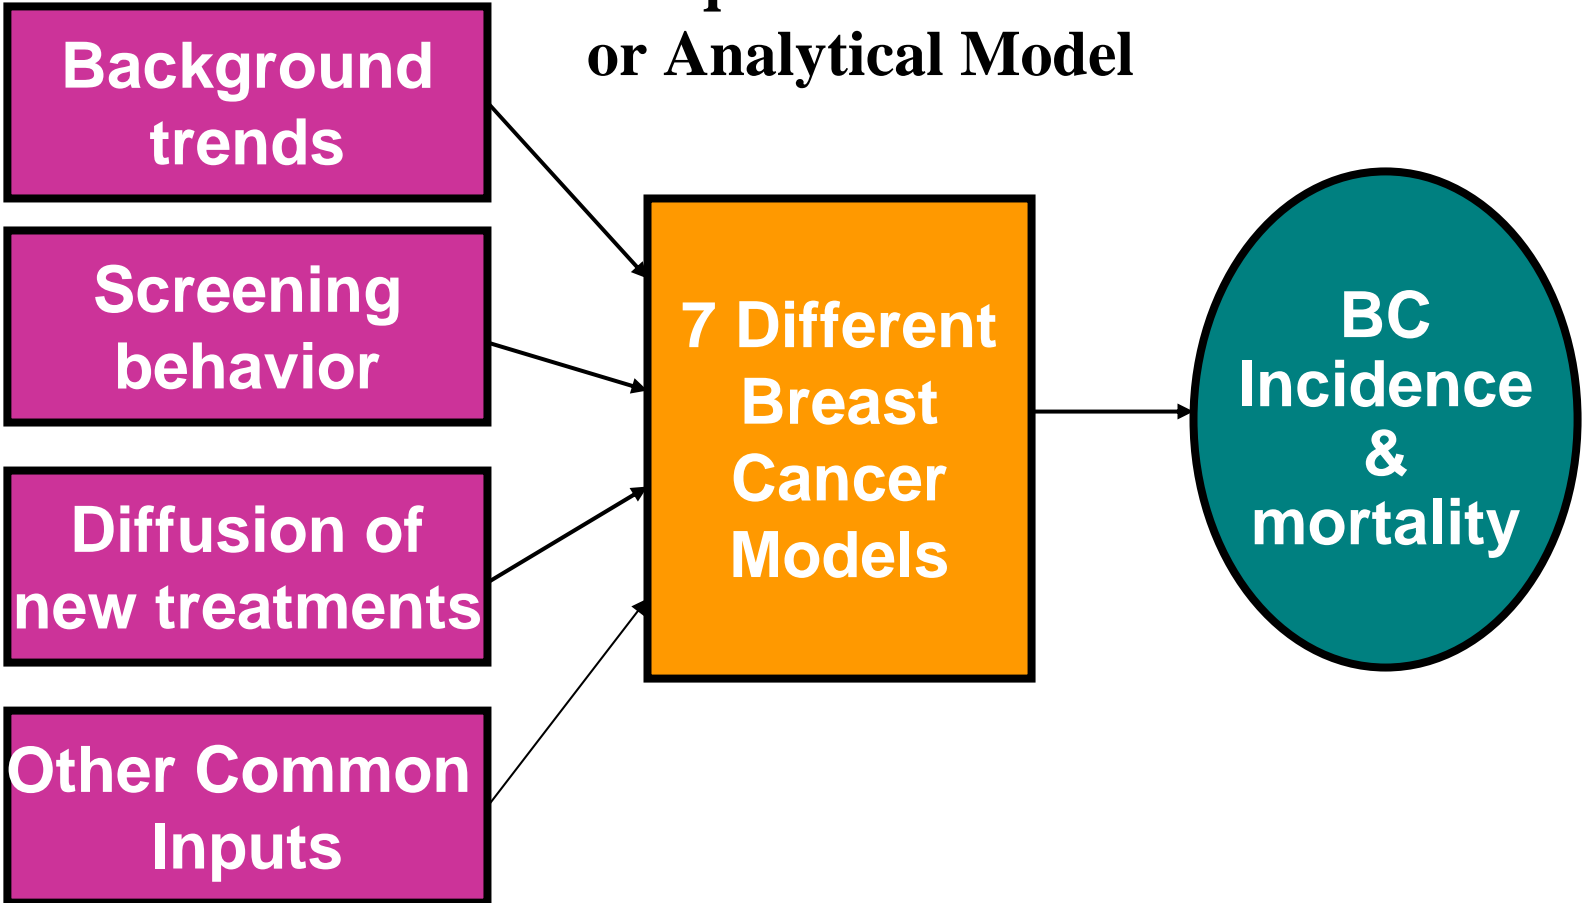 or Analytical Model
Background
trends
Screening
behavior
Diffusion of
new treatments
Other Common
Inputs
7 Different
Breast
Cancer
Models
BC
Incidence
&
mortality